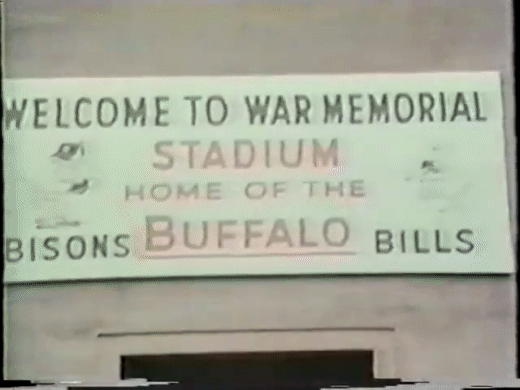 WELCOME TO WAR MEMORIAL
STADIUM
HOME OF THE
BISONS BUFFALO BILLS